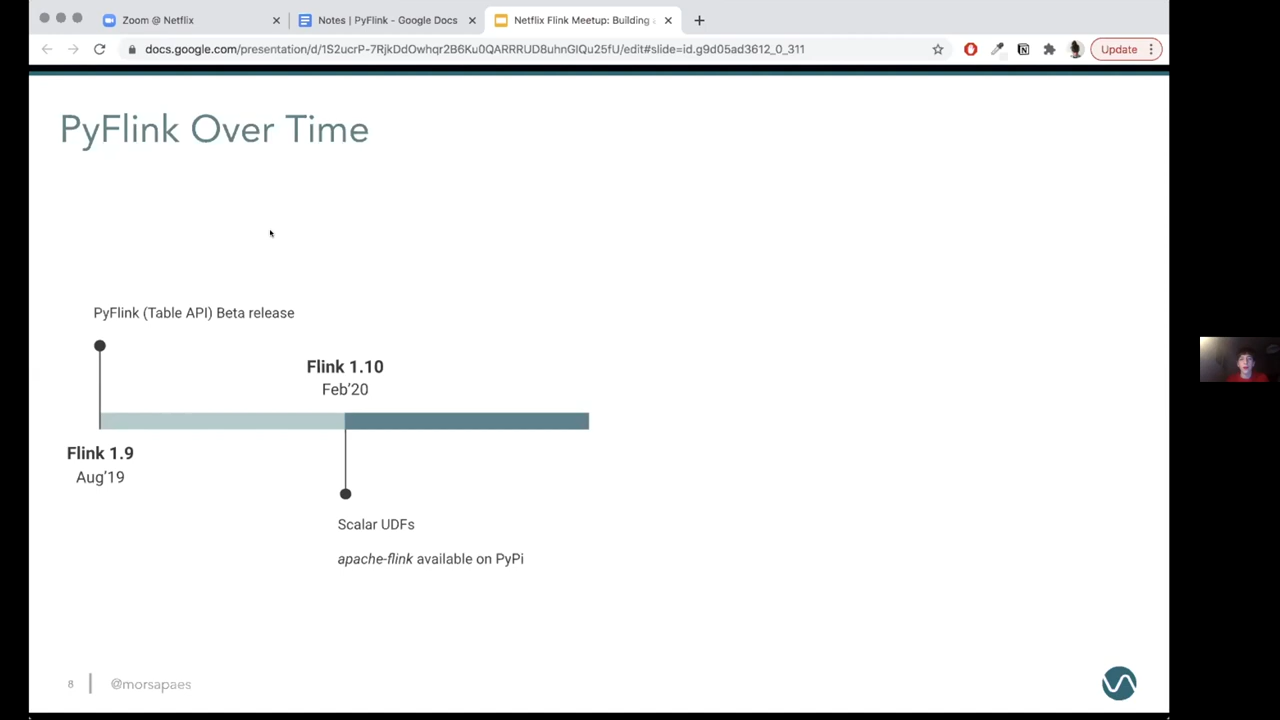 Zoom @ Netflix
Notes | PyFlink - Google Docs
Netflix Flink Meetup: Building
docs.google.com/presentation/d/1S2ucrP-7RjkDdOwhqr2B6Ku0QARRRUD8uhnGlQu25fU/edit#slide=id.g9d05ad3612_0_311
Update
PyFlink Over Time
PyFlink (Table API) Beta release
Flink 1.10
Feb'20
Flink 1.9
Aug'19
Scalar UDFs
apache-flink available on PyPi
8
@morsapaes